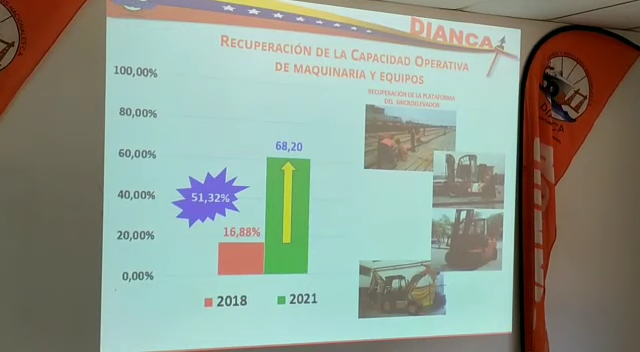 DIANCA
RECUPERACIÓN DE LA CAPACIDAD OPERATIVA
DE MAQUINARIA Y EQUIPOS
RECUPERACIÓN DE LA PLATAFORMA
DEL SINCROELEVADOR
100,00%
80,00%
60,00%
40,00%
20,00%
0,00%
68,20
51,32%
16,88%
2018
2021
DIANCA